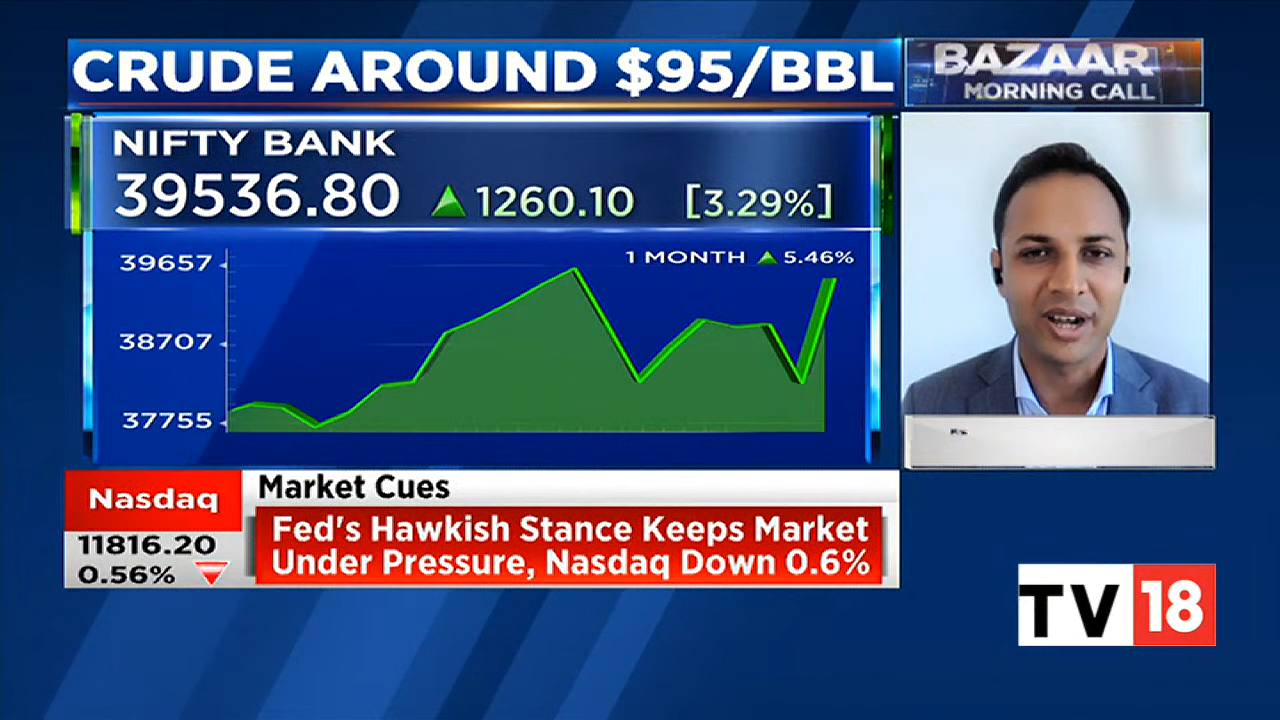 CRUDE AROUND $95/BBL
BAZAAR
MORNING CALL
NIFTY BANK
39536.80 ▲ 1260.10 [3.29%]
1 MONTH ▲ 5.46%
39657
38707
37755
Nasdaq
11816.20
0.56% ▼
Market Cues
Fed's Hawkish Stance Keeps Market
Under Pressure, Nasdaq Down 0.6%
TV18